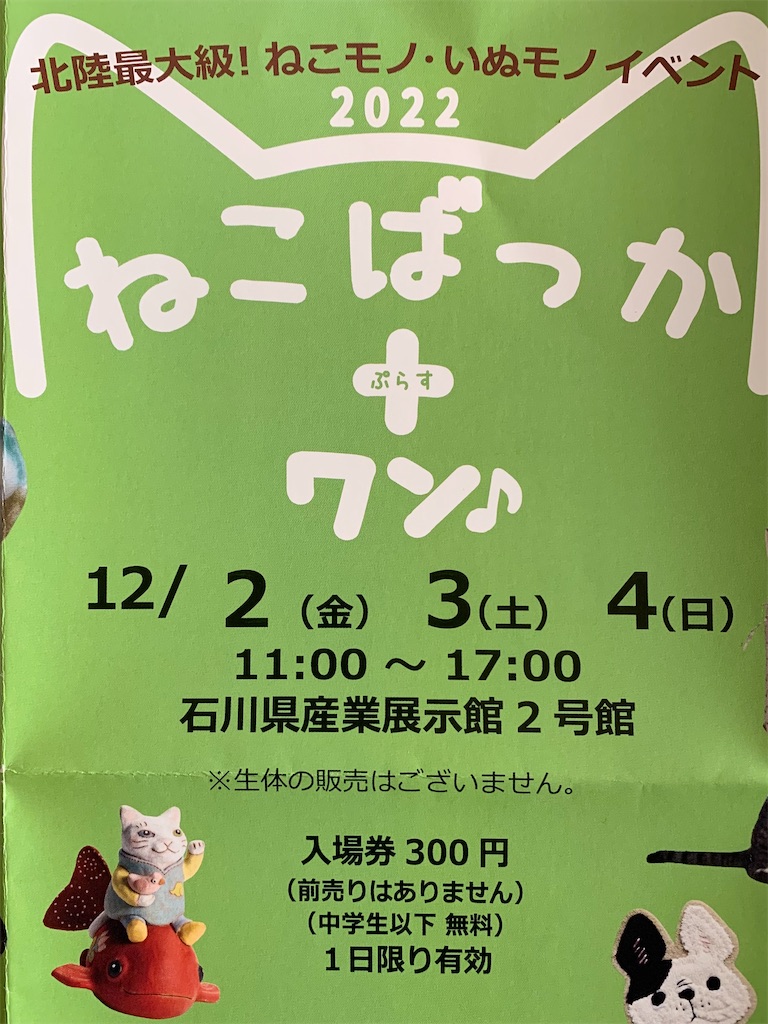 北陸最大級! ねこモノ・いぬモノイベント
2022
ねこばっか
ぷらす
ワン♪
12/ 2(金) 3(土) 4(日)
11:00 ～ 17:00
石川県産業展示館 2 号館
※生体の販売はございません。
入場券 300 円
(前売りはありません)
(中学生以下 無料)
1日限り有効